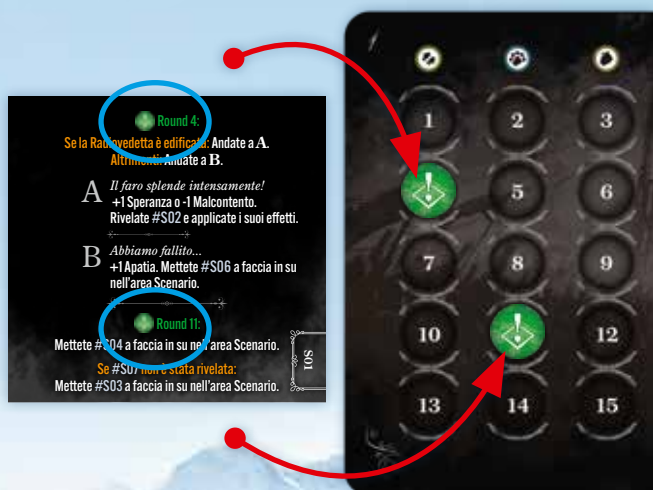 Round 4:
Se la Radiovedetta è edificata: Andate a A.
Altrimenti: Andate a B.
A Il faro splende intensamente!
+1 Speranza o -1 Malcontento.
Rivelate #S02 e applicate i suoi effetti.
B Abbiamo fallito...
+1 Apatia. Mettete #S06 a faccia in su
nell'area Scenario.
Round 11:
Mettete #S04 a faccia in su nell'area Scenario.
Se #S07 non è stata rivelata:
Mettete #S03 a faccia in su nell'area Scenario.
S01
1 2 3
5 6
7 8 9
10 12
13 14 15